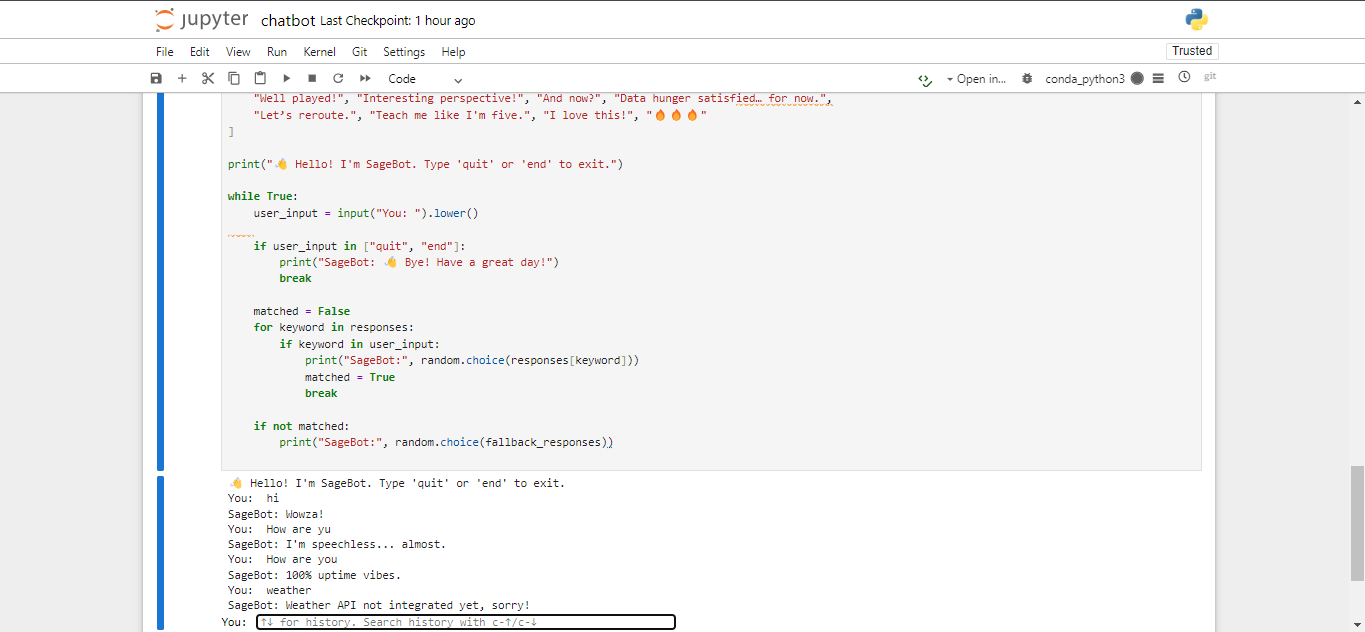 jupyter chatbot Last Checkpoint: 1 hour ago
File Edit View Run Kernel Git Settings Help Trusted
Code Open in... conda_python3 git
"Well played!", "Interesting perspective!", "And now?", "Data hunger satisfied… for now.",
"Let’s reroute.", "Teach me like I'm five.", "I love this!", "🔥🔥🔥"
]
print("👋 Hello! I'm SageBot. Type 'quit' or 'end' to exit.")
while True:
    user_input = input("You: ").lower()
    if user_input in ["quit", "end"]:
        print("SageBot: 👋 Bye! Have a great day!")
        break
    matched = False
    for keyword in responses:
        if keyword in user_input:
            print("SageBot:", random.choice(responses[keyword]))
            matched = True
            break
    if not matched:
        print("SageBot:", random.choice(fallback_responses))
👋 Hello! I'm SageBot. Type 'quit' or 'end' to exit.
You:  hi
SageBot: Wowza!
You:  How are yu
SageBot: I'm speechless... almost.
You:  How are you
SageBot: 100% uptime vibes.
You:  weather
SageBot: Weather API not integrated yet, sorry!
You: ↑↓ for history. Search history with c-↑/c-↓